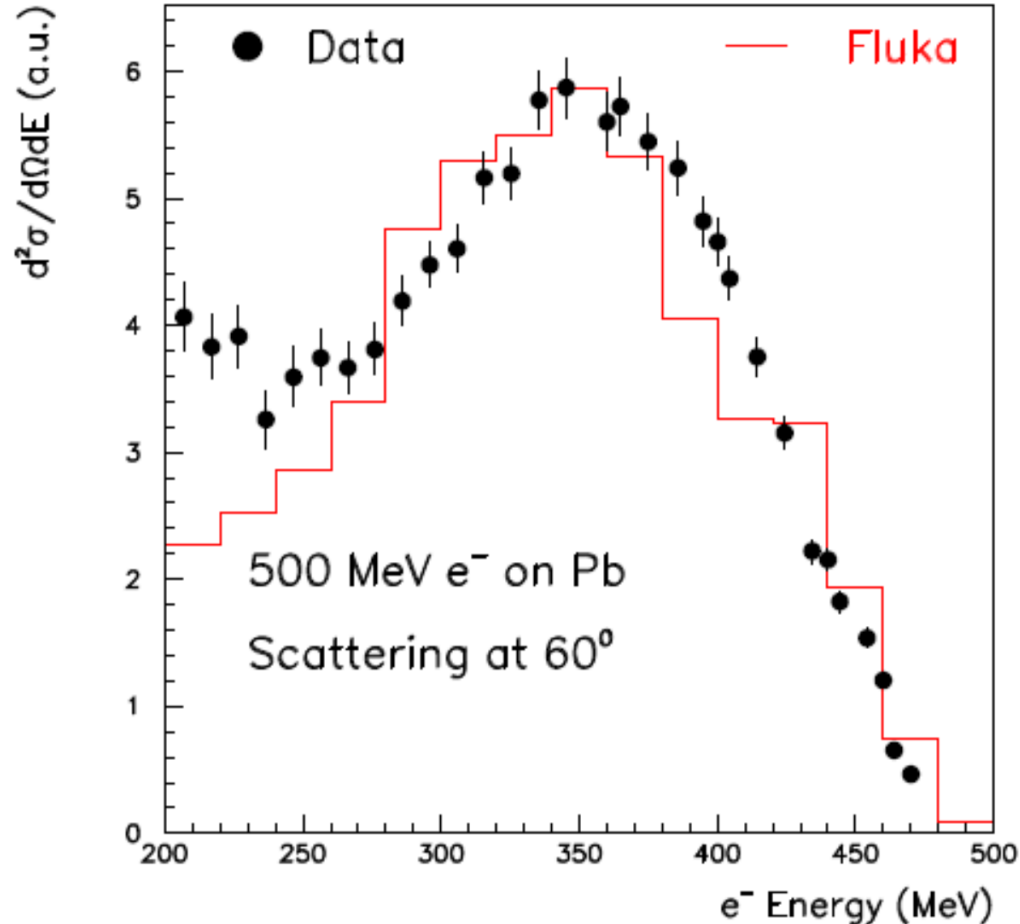 d²σ/dΩdE (a.u.)
Data
Fluka
6
5
4
3
2
1
0
500 MeV e⁻ on Pb
Scattering at 60⁰
200 250 300 350 400 450 500
e⁻ Energy (MeV)